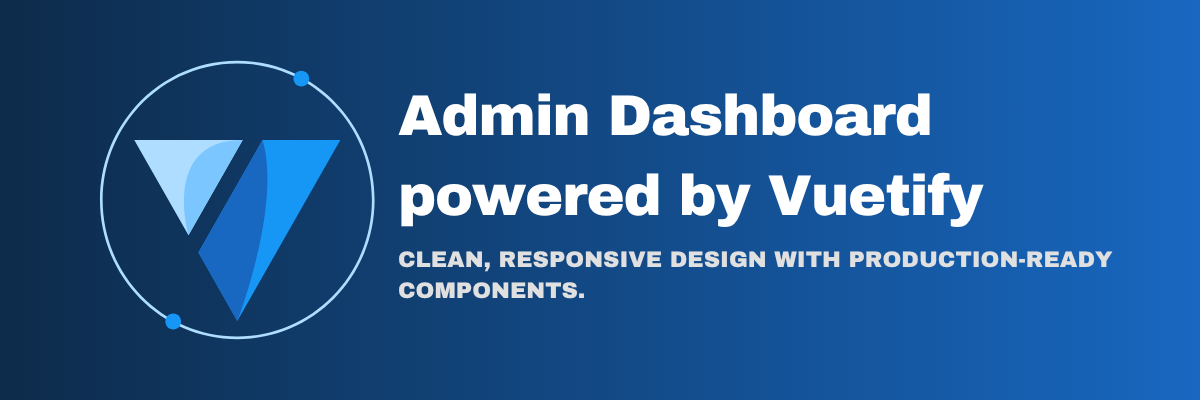 Admin Dashboard
powered by Vuetify
CLEAN, RESPONSIVE DESIGN WITH PRODUCTION-READY
COMPONENTS.